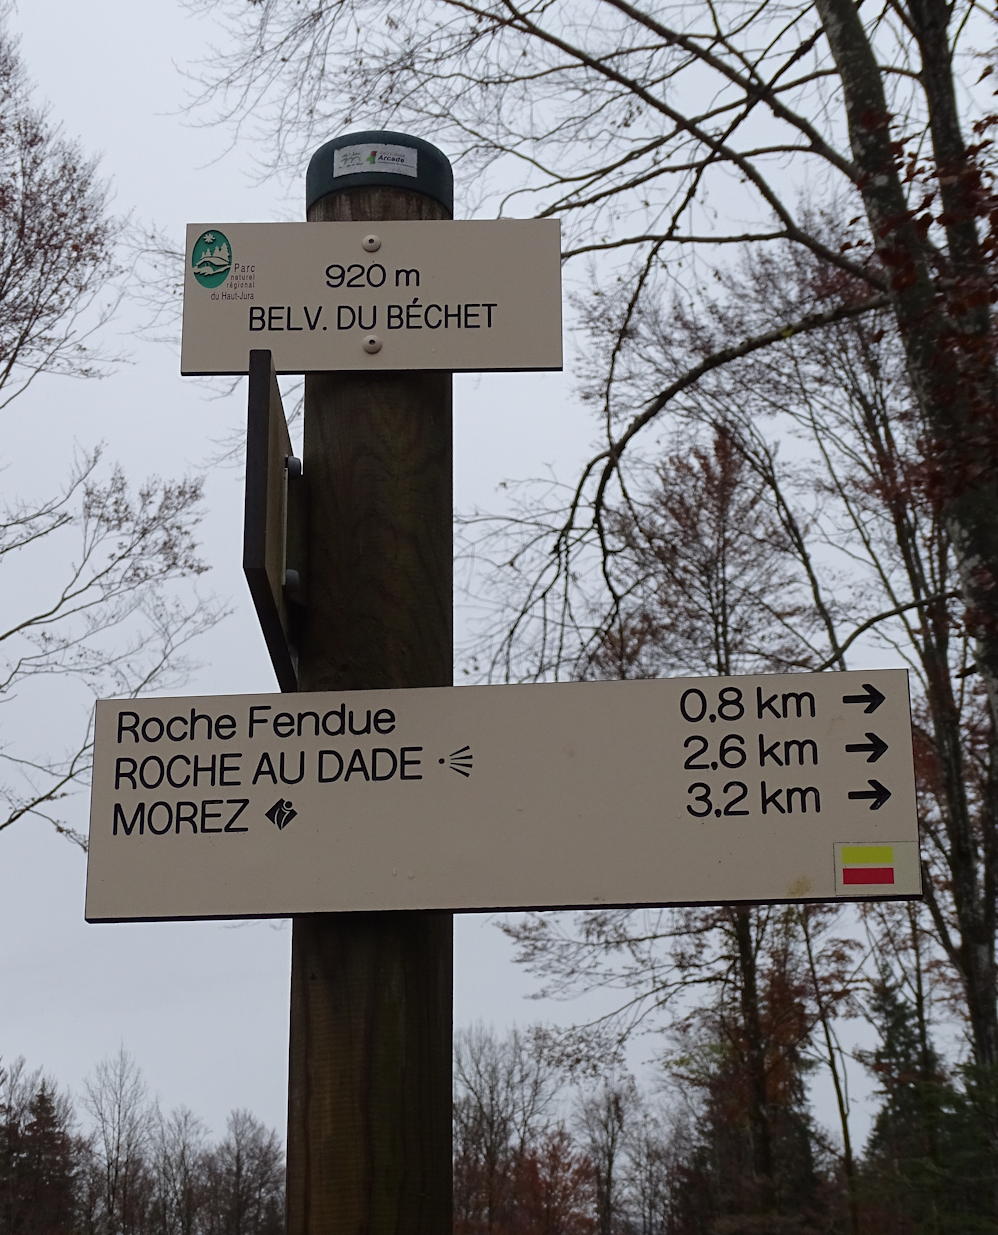 Arcade
Parc
naturel
régional
du Haut-Jura
920 m
BELV. DU BÉCHET
Roche Fendue 0,8 km →
ROCHE AU DADE 2,6 km →
MOREZ 3,2 km →